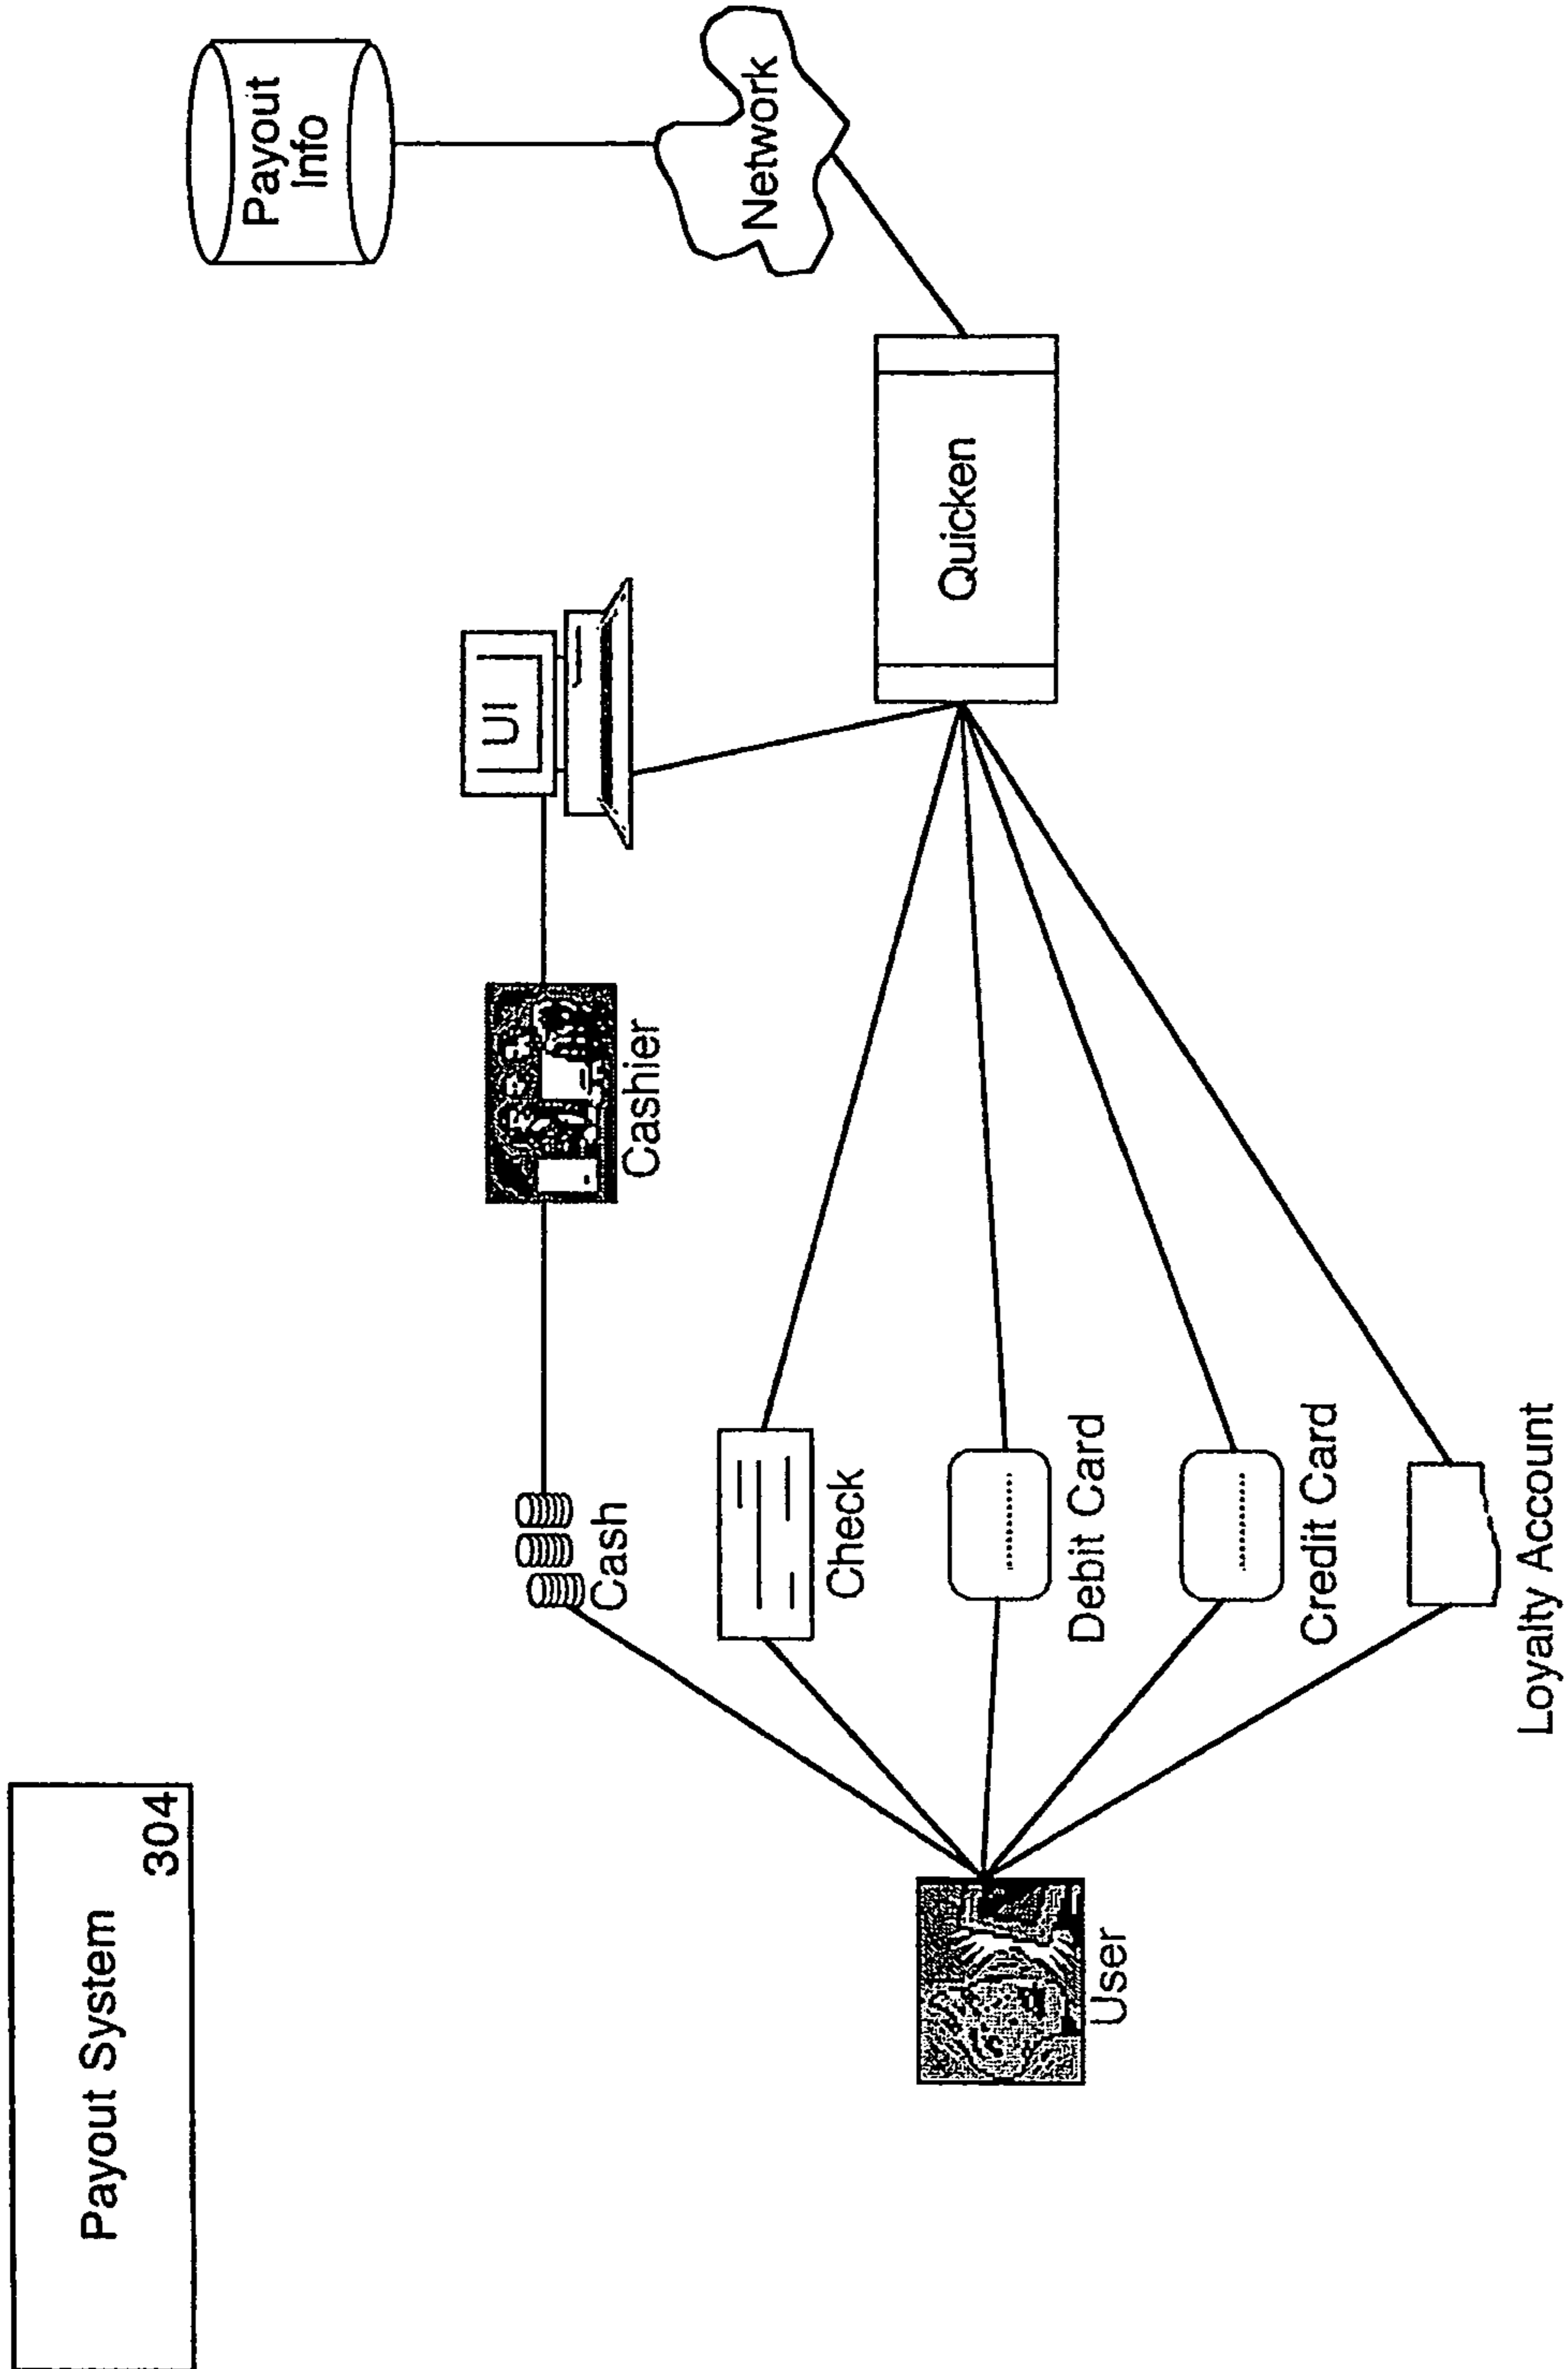 Payout System
304
Payout
Info
Network
UI
Quicken
Cashier
Cash
Check
Debit Card
Credit Card
Loyalty Account
User